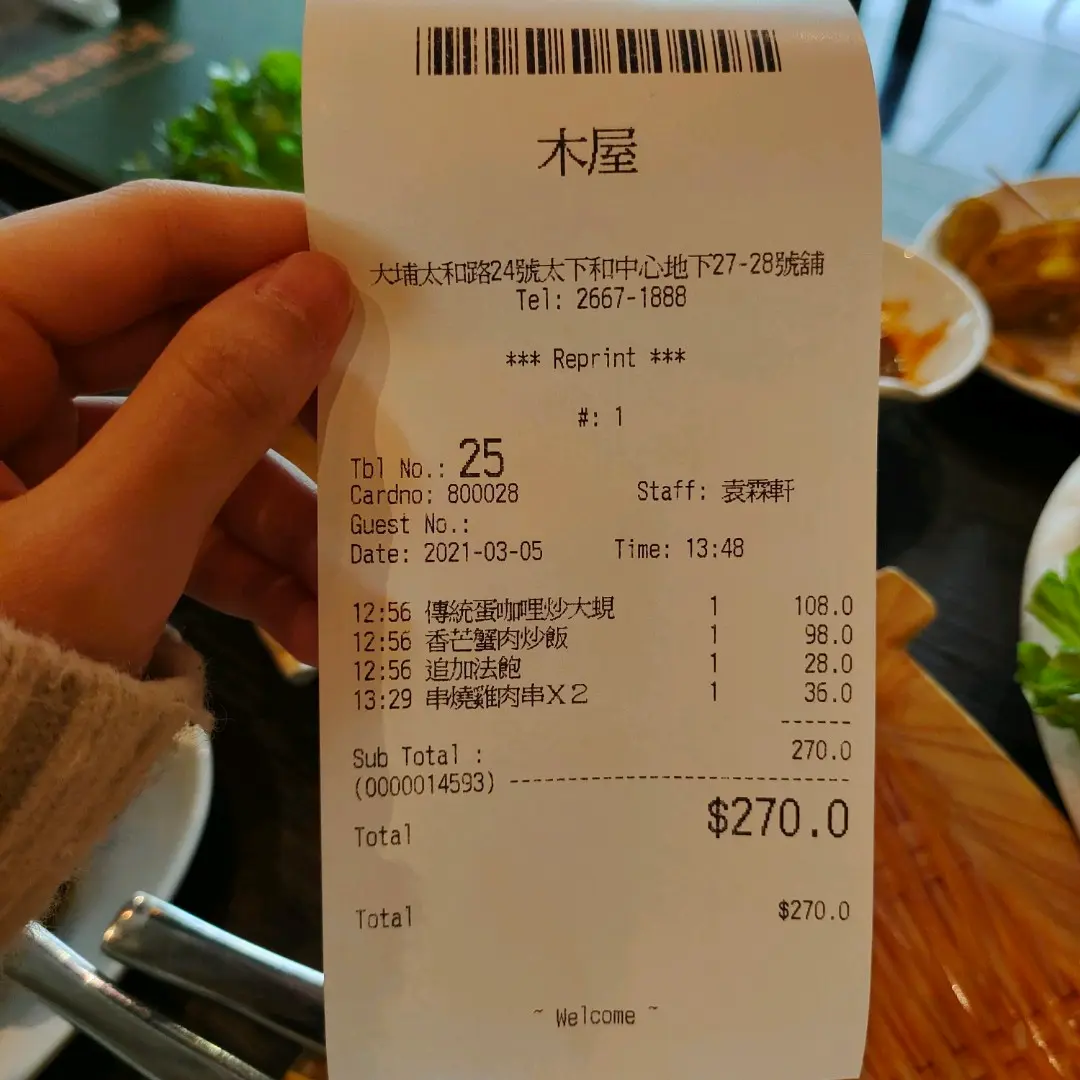 木屋
大埔太和路24號太下和中心地下27-28號舖
Tel: 2667-1888
*** Reprint ***
#: 1
Tbl No.: 25
Cardno: 800028 Staff: 袁霖軒
Guest No.:
Date: 2021-03-05 Time: 13:48
12:56 傳統蛋咖哩炒大蜆 1 108.0
12:56 香芒蟹肉炒飯 1 98.0
12:56 追加法飽 1 28.0
13:29 串燒雞肉串X2 1 36.0
------
Sub Total : 270.0
(0000014593) ----------------------------------
Total $270.0
Total $270.0
~ Welcome ~